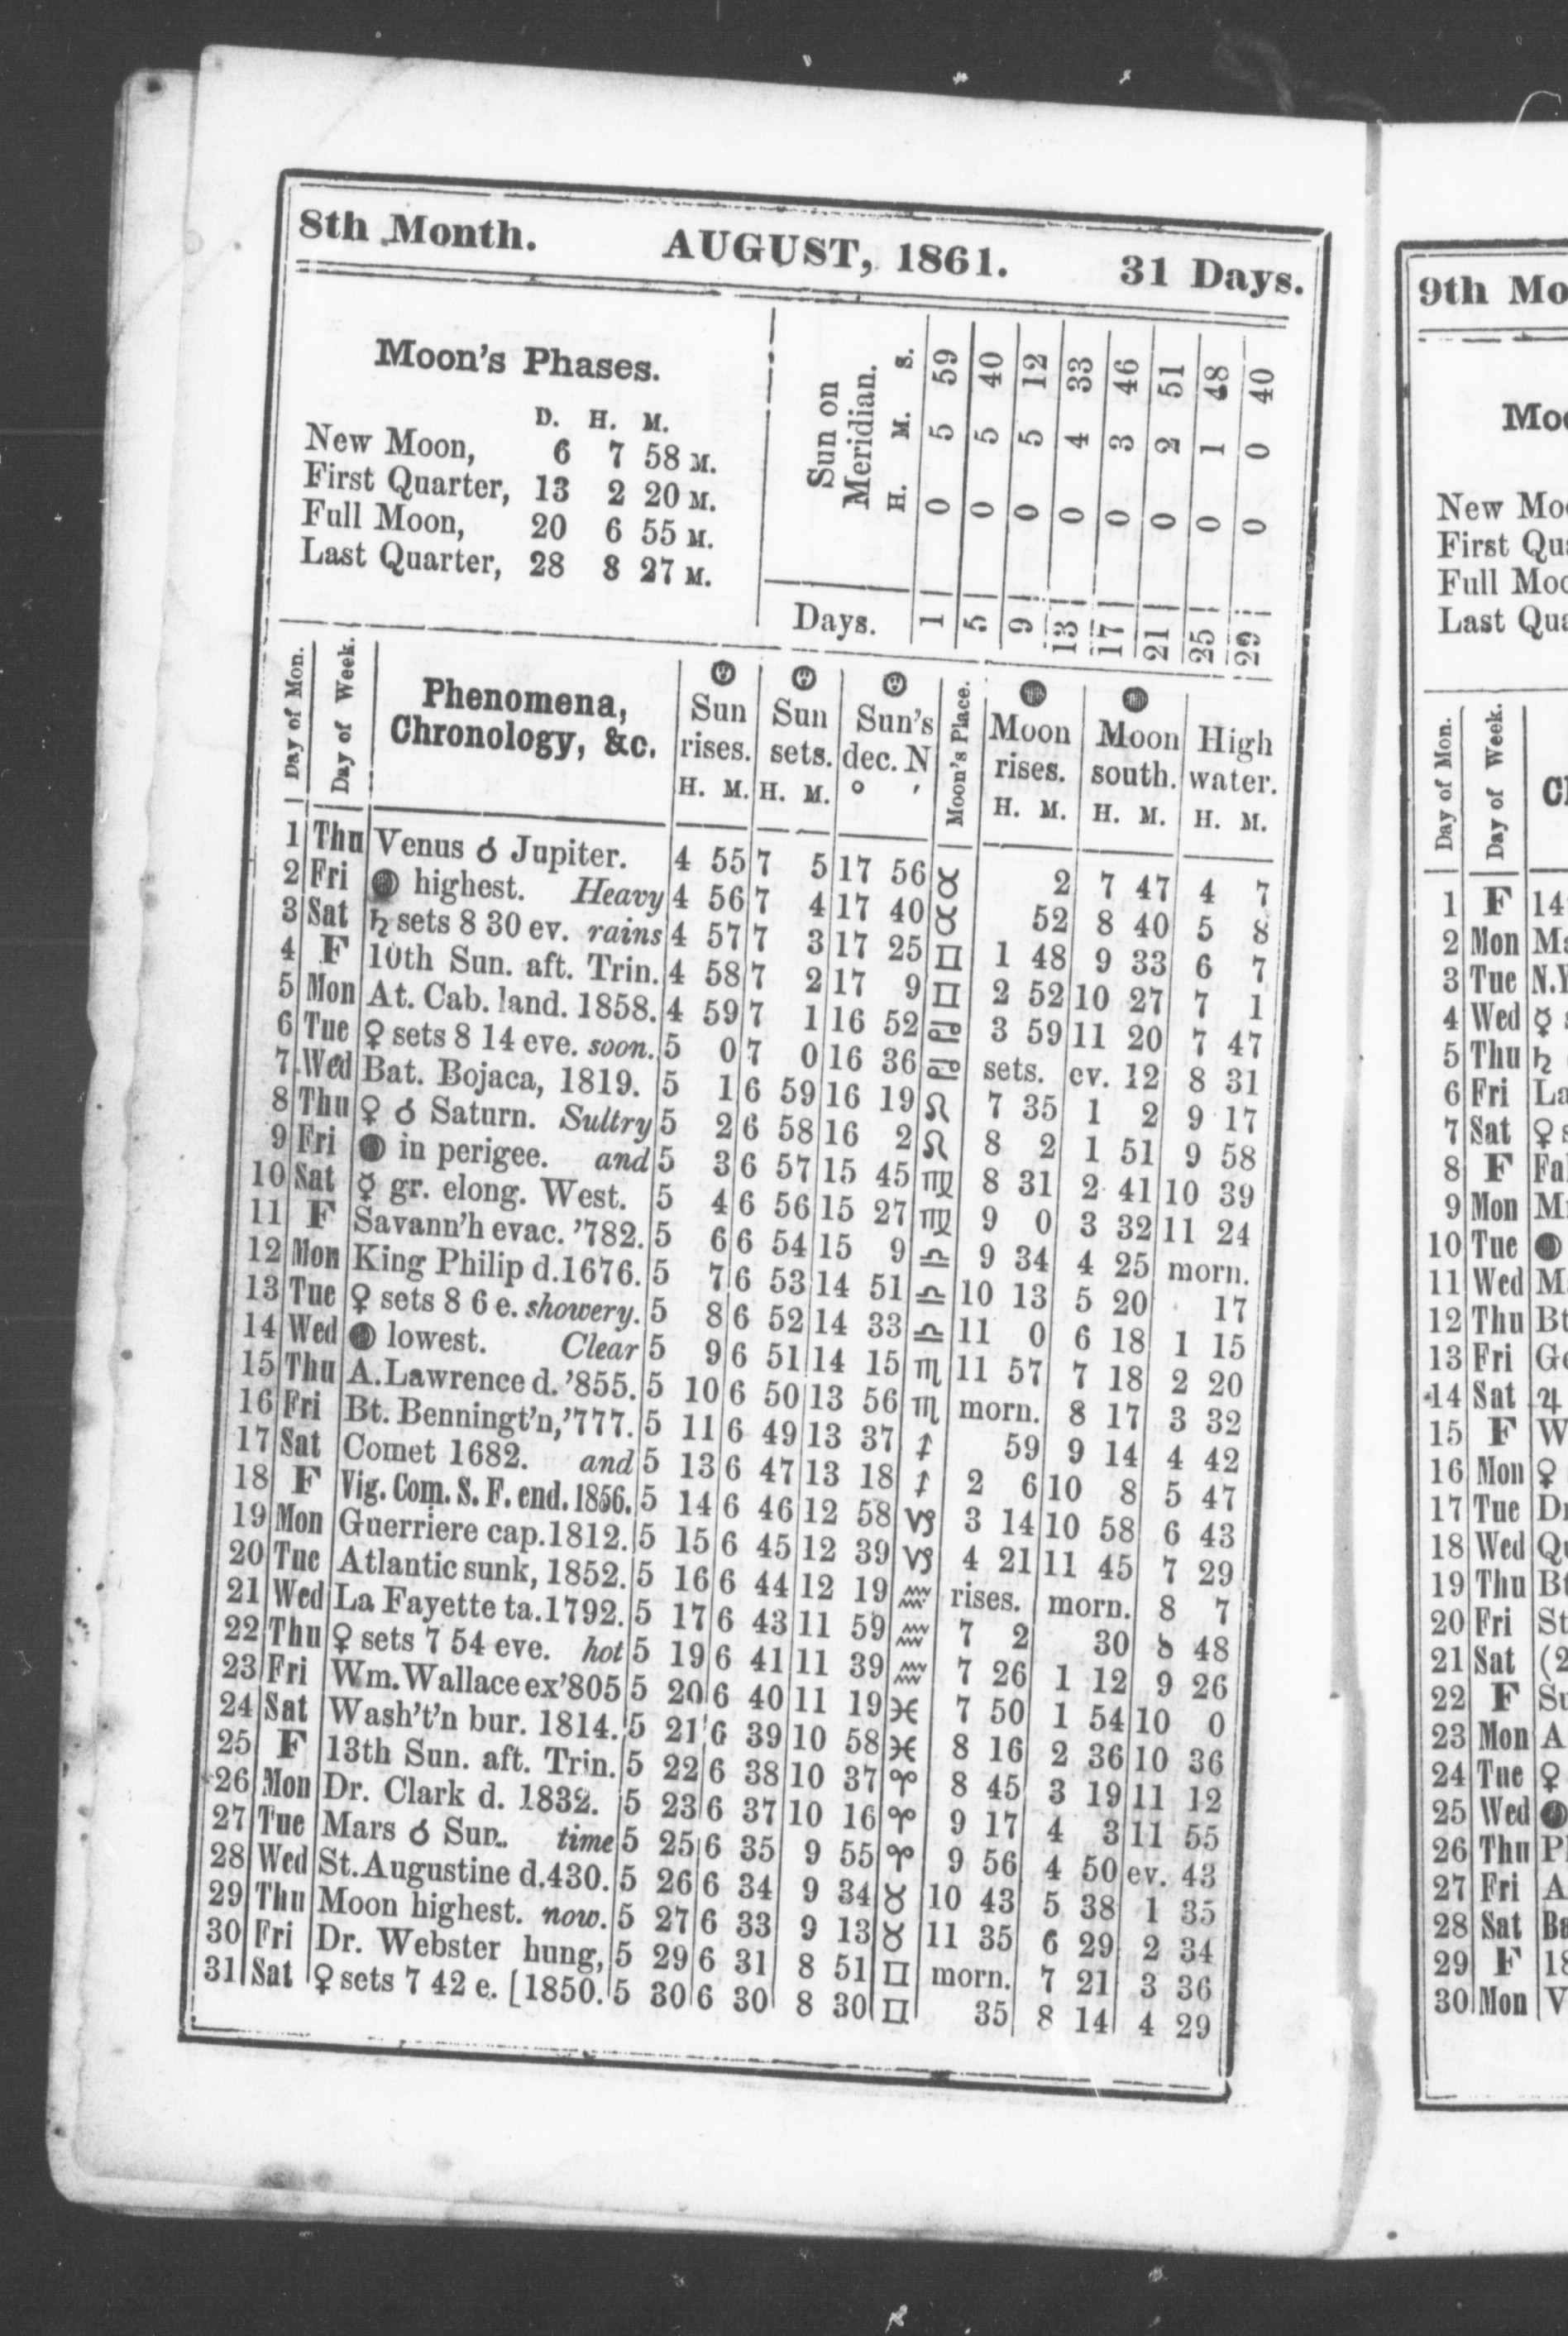 8th Month. AUGUST, 1861. 31 Days.
Moon's Phases.
D. H. M.
New Moon, 6 7 58 M.
First Quarter, 13 2 20 M.
Full Moon, 20 6 55 M.
Last Quarter, 28 8 27 M.
Sun on Meridian.
H. M. S.
Days.
1 0 5 59
5 0 5 40
9 0 5 12
13 0 4 33
17 0 3 46
21 0 2 51
25 0 1 48
29 0 0 40
Day of Mon. Day of Week. Phenomena, Chronology, &c. Sun rises. Sun sets. Sun's dec. N Moon's Place. Moon rises. Moon south. High water.
H. M. H. M. ° ′ H. M. H. M. H. M.
1 Thu Venus ☌ Jupiter. 4 55 7 5 17 56 ♉ 2 7 47 4 7
2 Fri highest. Heavy 4 56 7 4 17 40 ♉ 52 8 40 5 8
3 Sat ♄ sets 8 30 ev. rains 4 57 7 3 17 25 ♊ 1 48 9 33 6 7
4 F 10th Sun. aft. Trin. 4 58 7 2 17 9 ♊ 2 52 10 27 7 1
5 Mon At. Cab. land. 1858. 4 59 7 1 16 52 ♋ 3 59 11 20 7 47
6 Tue ♀ sets 8 14 eve. soon. 5 0 7 0 16 36 ♋ sets. ev. 12 8 31
7 Wed Bat. Bojaca, 1819. 5 1 6 59 16 19 ♌ 7 35 1 2 9 17
8 Thu ♀ ☌ Saturn. Sultry 5 2 6 58 16 2 ♌ 8 2 1 51 9 58
9 Fri in perigee. and 5 3 6 57 15 45 ♍ 8 31 2 41 10 39
10 Sat ☿ gr. elong. West. 5 4 6 56 15 27 ♍ 9 0 3 32 11 24
11 F Savann'h evac. '782. 5 6 6 54 15 9 ♎ 9 34 4 25 morn.
12 Mon King Philip d. 1676. 5 7 6 53 14 51 ♎ 10 13 5 20 17
13 Tue ♀ sets 8 6 e. showery. 5 8 6 52 14 33 ♎ 11 0 6 18 1 15
14 Wed lowest. Clear 5 9 6 51 14 15 ♏ 11 57 7 18 2 20
15 Thu A. Lawrence d. '855. 5 10 6 50 13 56 ♏ morn. 8 17 3 32
16 Fri Bt. Benningt'n, '777. 5 11 6 49 13 37 ♐ 59 9 14 4 42
17 Sat Comet 1682. and 5 13 6 47 13 18 ♐ 2 6 10 8 5 47
18 F Vig. Com. S. F. end. 1856. 5 14 6 46 12 58 ♑ 3 14 10 58 6 43
19 Mon Guerriere cap. 1812. 5 15 6 45 12 39 ♑ 4 21 11 45 7 29
20 Tue Atlantic sunk, 1852. 5 16 6 44 12 19 ♒ rises. morn. 8 7
21 Wed La Fayette ta. 1792. 5 17 6 43 11 59 ♒ 7 2 30 8 48
22 Thu ♀ sets 7 54 eve. hot 5 19 6 41 11 39 ♒ 7 26 1 12 9 26
23 Fri Wm. Wallace ex '805 5 20 6 40 11 19 ♓ 7 50 1 54 10 0
24 Sat Wash't'n bur. 1814. 5 21 6 39 10 58 ♓ 8 16 2 36 10 36
25 F 13th Sun. aft. Trin. 5 22 6 38 10 37 ♈ 8 45 3 19 11 12
26 Mon Dr. Clark d. 1832. 5 23 6 37 10 16 ♈ 9 17 4 3 11 55
27 Tue Mars ☌ Sun. time 5 25 6 35 9 55 ♈ 9 56 4 50 ev. 43
28 Wed St. Augustine d. 430. 5 26 6 34 9 34 ♉ 10 43 5 38 1 35
29 Thu Moon highest. now. 5 27 6 33 9 13 ♉ 11 35 6 29 2 34
30 Fri Dr. Webster hung, 5 29 6 31 8 51 ♊ morn. 7 21 3 36
31 Sat ♀ sets 7 42 e. [1850. 5 30 6 30 8 30 ♊ 35 8 14 4 29
9th Mo
Moo
New Moo
First Qua
Full Moo
Last Qua
Day of Mon. Day of Week. Cl
1 F 14
2 Mon Ma
3 Tue N.Y
4 Wed ☿ s
5 Thu ♄
6 Fri La
7 Sat ♀ s
8 F Fal
9 Mon Mr
10 Tue
11 Wed M
12 Thu Bt
13 Fri Ge
14 Sat ♃
15 F W
16 Mon ♀
17 Tue Dr
18 Wed Qu
19 Thu Bt
20 Fri St
21 Sat (2
22 F Su
23 Mon A
24 Tue ♀
25 Wed
26 Thu Pl
27 Fri A
28 Sat Ba
29 F 18
30 Mon V